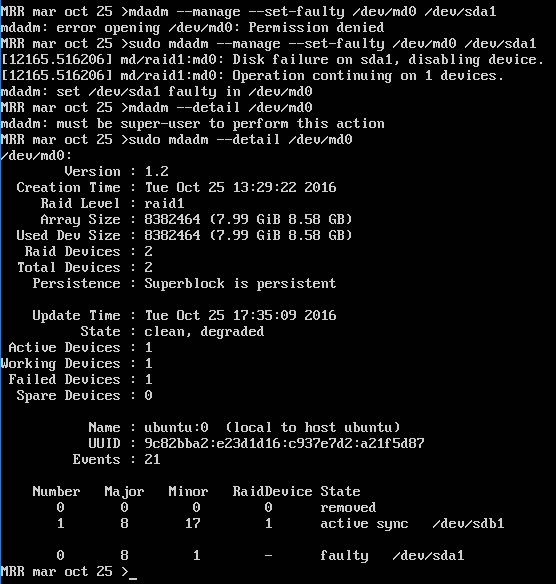 MRR mar oct 25 >mdadm --manage --set-faulty /dev/md0 /dev/sda1
mdadm: error opening /dev/md0: Permission denied
MRR mar oct 25 >sudo mdadm --manage --set-faulty /dev/md0 /dev/sda1
[12165.516206] md/raid1:md0: Disk failure on sda1, disabling device.
[12165.516206] md/raid1:md0: Operation continuing on 1 devices.
mdadm: set /dev/sda1 faulty in /dev/md0
MRR mar oct 25 >mdadm --detail /dev/md0
mdadm: must be super-user to perform this action
MRR mar oct 25 >sudo mdadm --detail /dev/md0
/dev/md0:
Version : 1.2
Creation Time : Tue Oct 25 13:29:22 2016
Raid Level : raid1
Array Size : 8382464 (7.99 GiB 8.58 GB)
Used Dev Size : 8382464 (7.99 GiB 8.58 GB)
Raid Devices : 2
Total Devices : 2
Persistence : Superblock is persistent
Update Time : Tue Oct 25 17:35:09 2016
State : clean, degraded
Active Devices : 1
Working Devices : 1
Failed Devices : 1
Spare Devices : 0
Name : ubuntu:0 (local to host ubuntu)
UUID : 9c82bba2:e23d1d16:c937e7d2:a21f5d87
Events : 21
Number Major Minor RaidDevice State
0 0 0 0 removed
1 8 17 1 active sync /dev/sdb1
0 8 1 - faulty /dev/sda1
MRR mar oct 25 >_